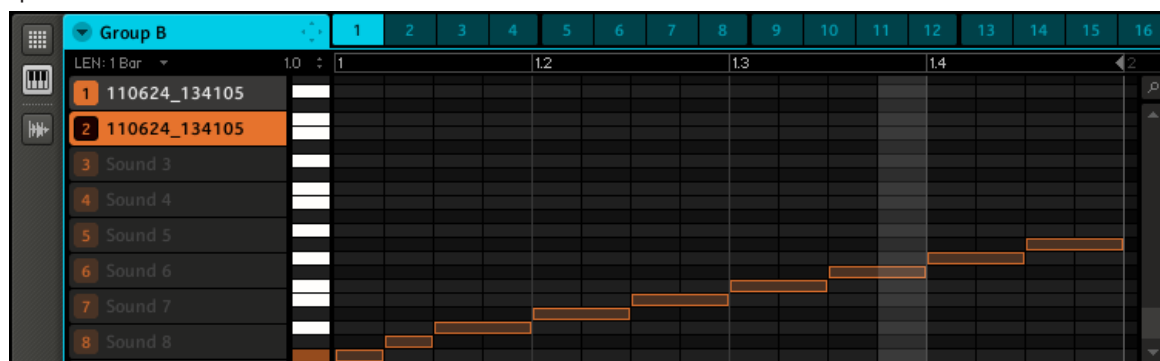 Group B 1 2 3 4 5 6 7 8 9 10 11 12 13 14 15 16
LEN: 1 Bar 1.0 1 1.2 1.3 1.4 2
1 110624_134105
2 110624_134105
3 Sound 3
4 Sound 4
5 Sound 5
6 Sound 6
7 Sound 7
8 Sound 8